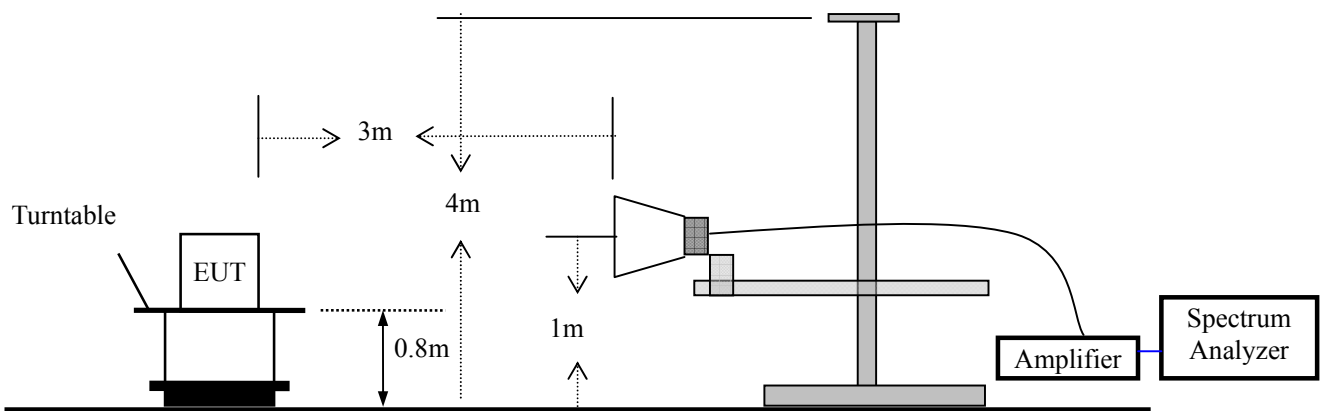 3m
4m
Turntable
EUT
1m
0.8m
Spectrum
Analyzer
Amplifier